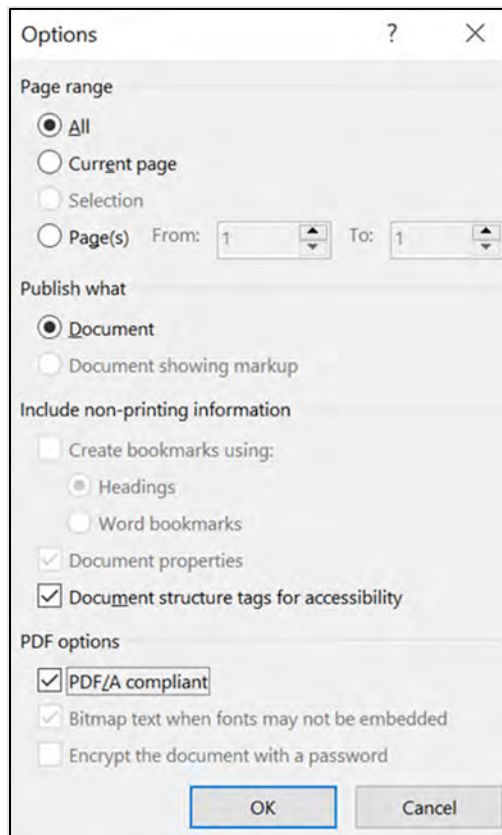 Options ?
Page range
All
Current page
Selection
Page(s) From: 1 To: 1
Publish what
Document
Document showing markup
Include non-printing information
Create bookmarks using:
Headings
Word bookmarks
Document properties
Document structure tags for accessibility
PDF options
PDF/A compliant
Bitmap text when fonts may not be embedded
Encrypt the document with a password
OK Cancel